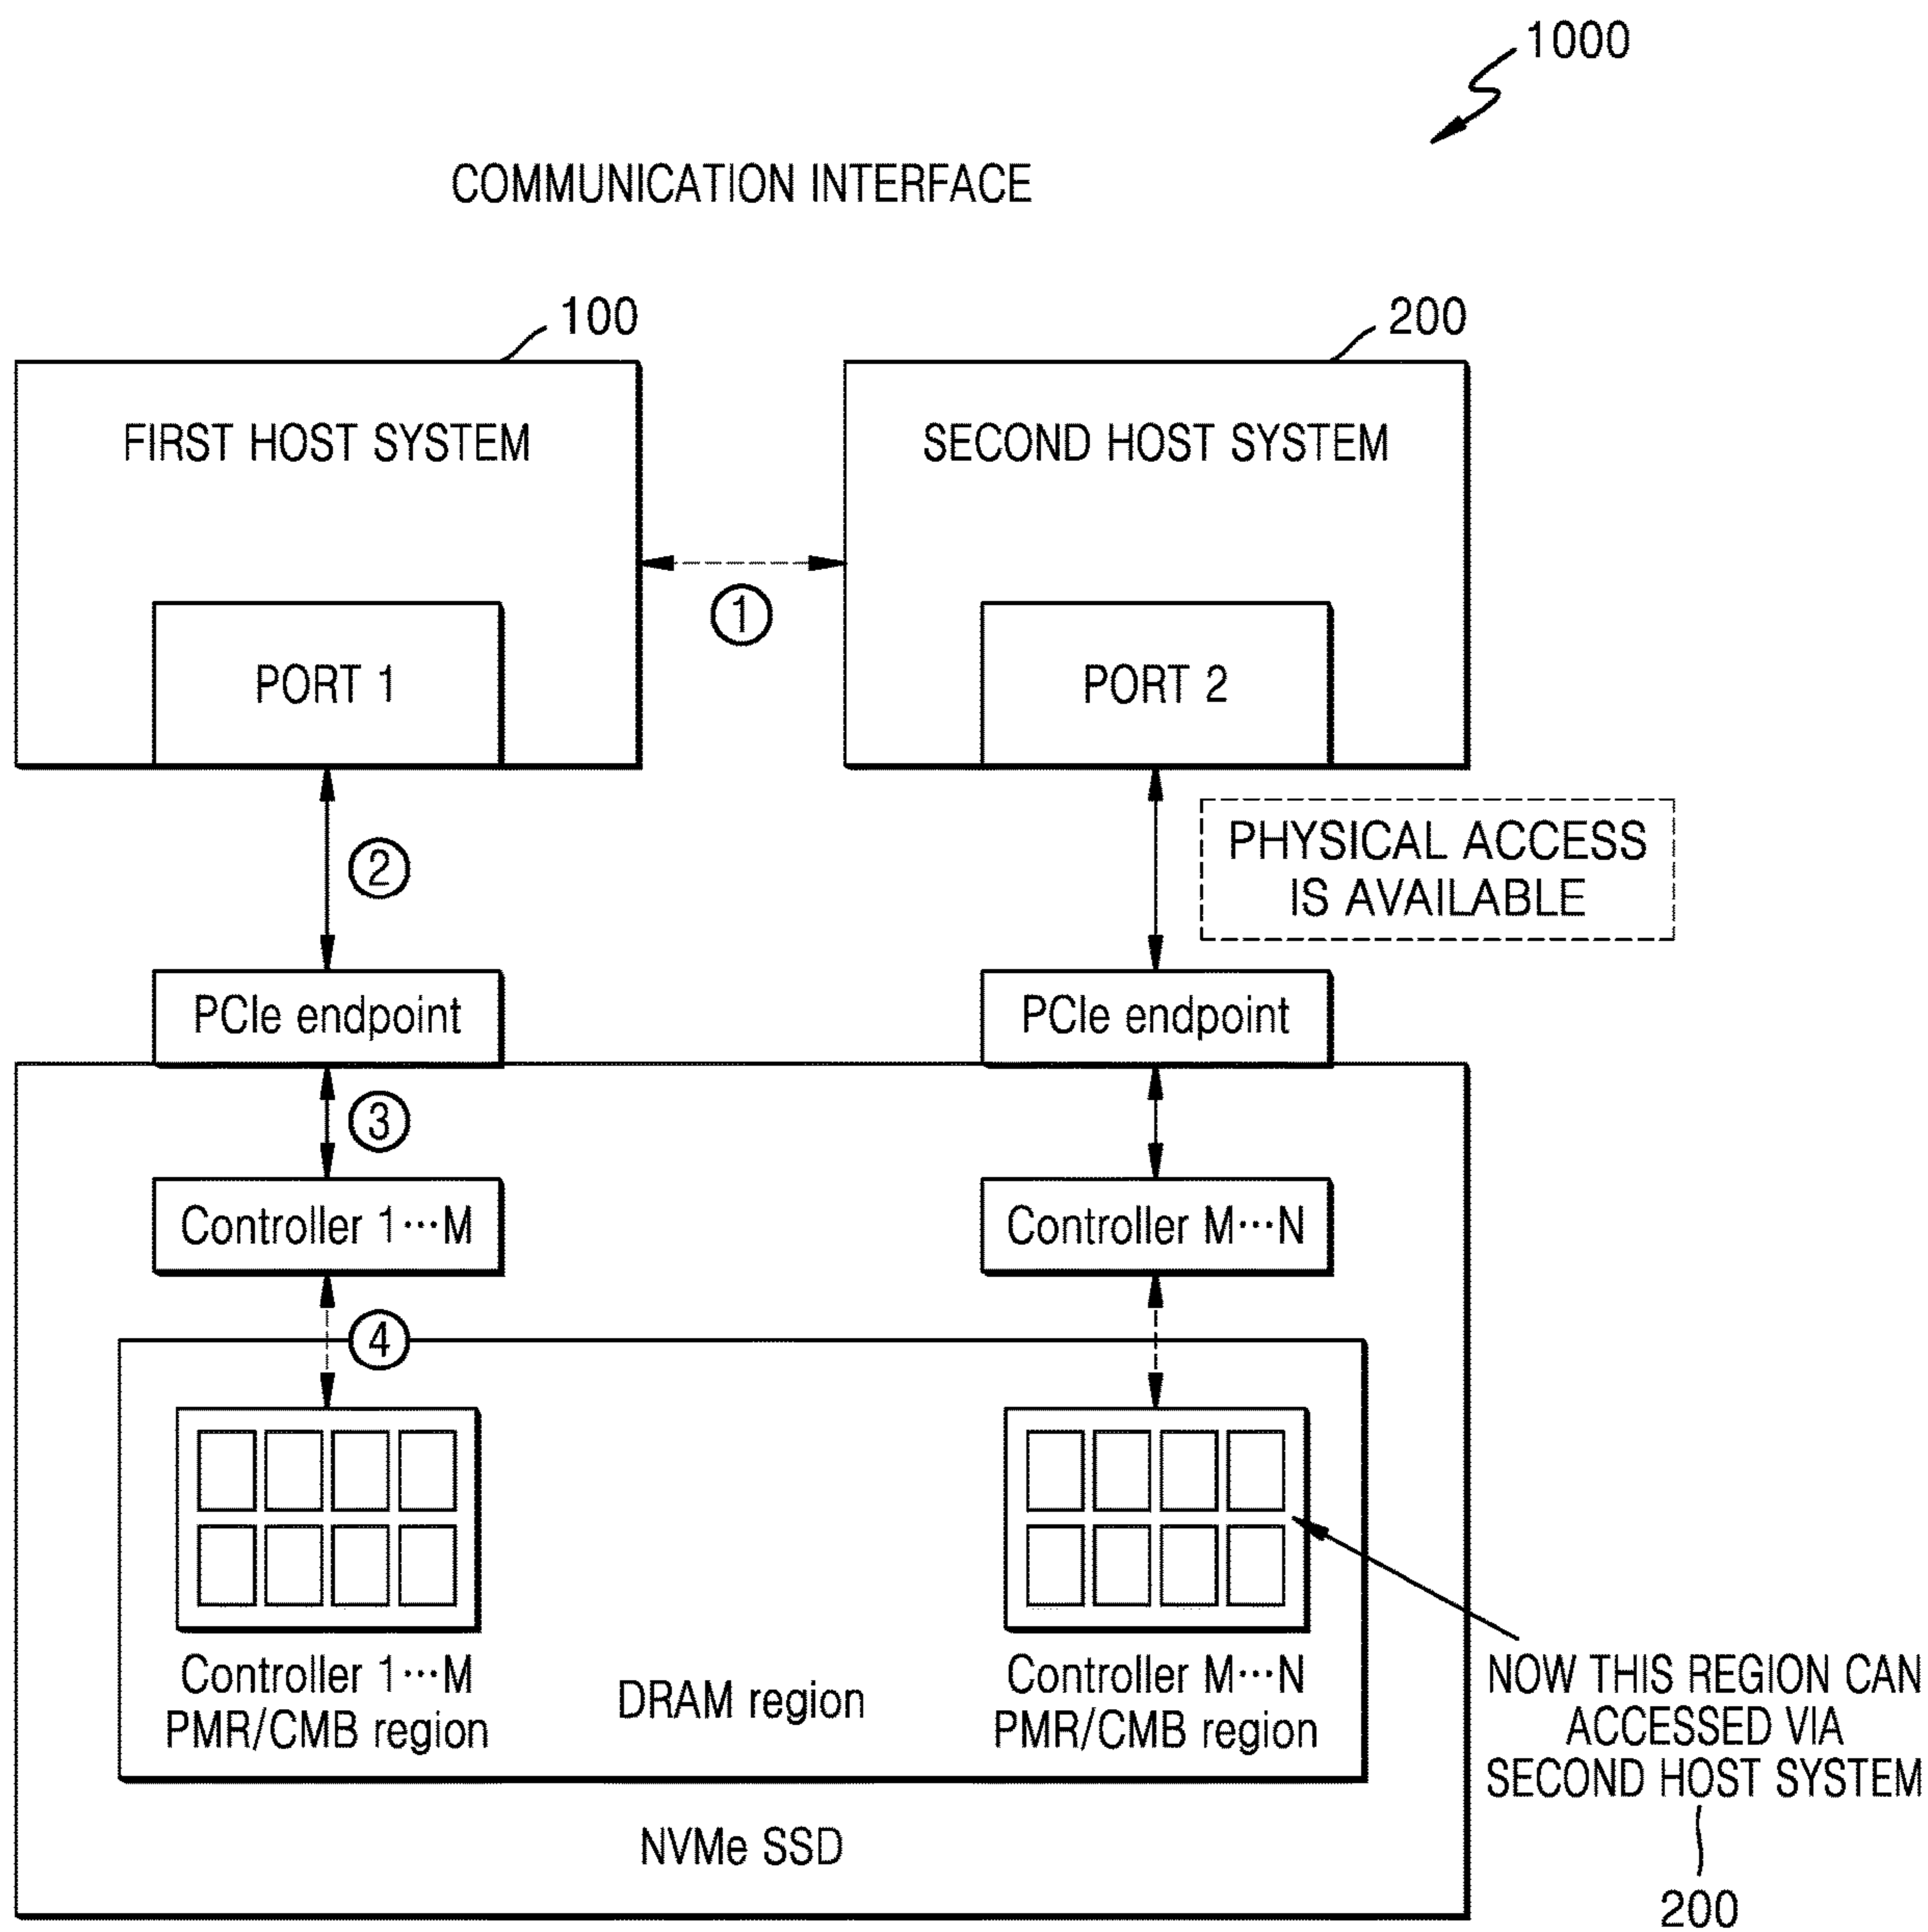 1000
COMMUNICATION INTERFACE
100
200
FIRST HOST SYSTEM
SECOND HOST SYSTEM
1
PORT 1
PORT 2
2
PHYSICAL ACCESS
IS AVAILABLE
PCIe endpoint
PCIe endpoint
3
Controller 1···M
Controller M···N
4
Controller 1···M
PMR/CMB region
DRAM region
Controller M···N
PMR/CMB region
NOW THIS REGION CAN
ACCESSED VIA
SECOND HOST SYSTEM
200
NVMe SSD